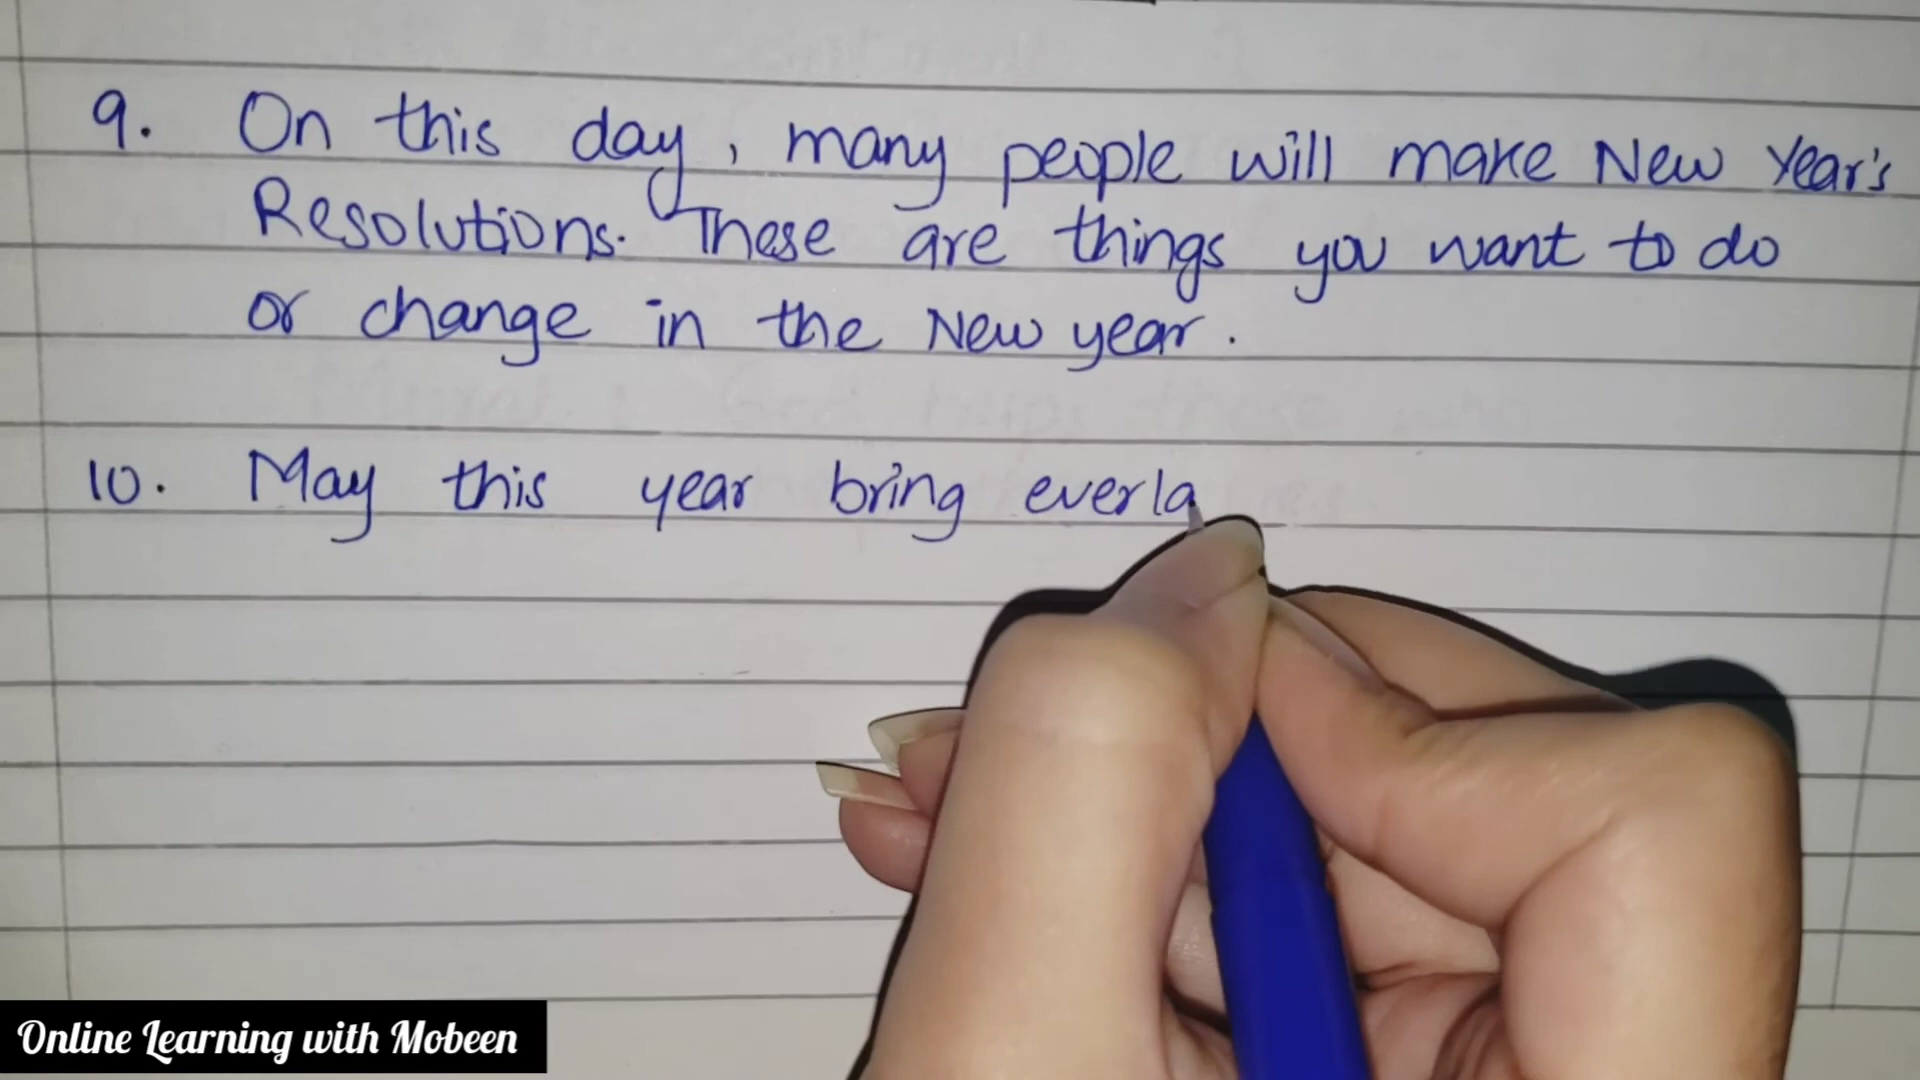 9. On this day, many people will make New Year's
Resolutions. These are things you want to do
or change in the New year.
10. May this year bring everla
Online Learning with Mobeen